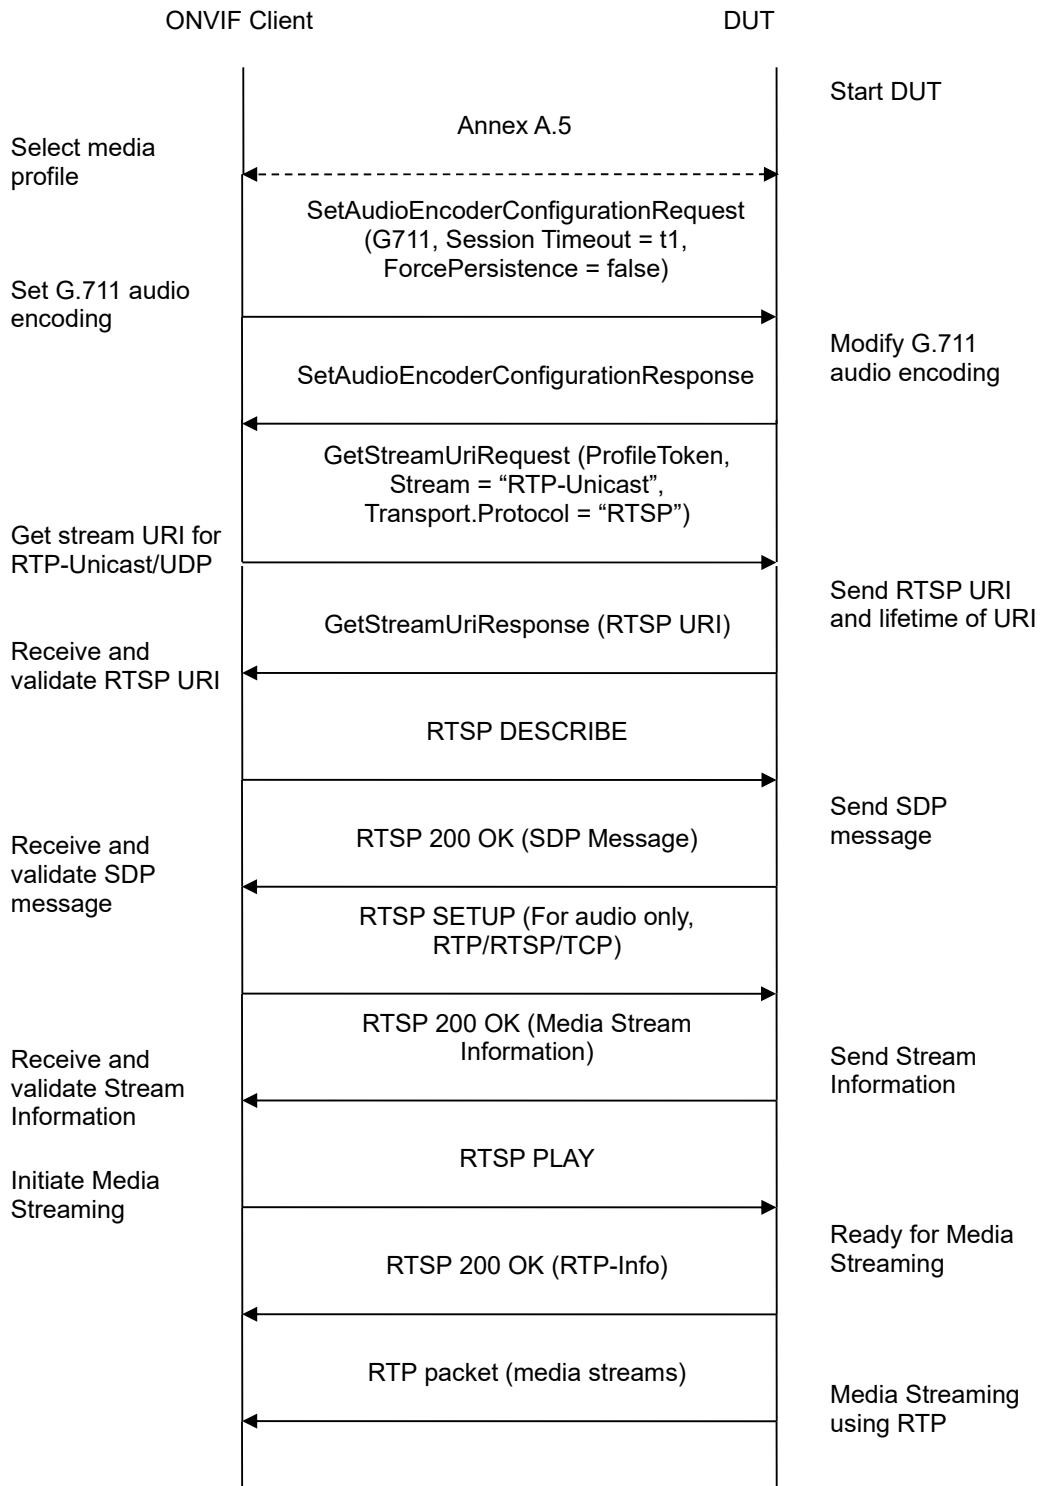 ONVIF Client
DUT
Start DUT
Annex A.5
Select media
profile
SetAudioEncoderConfigurationRequest
(G711, Session Timeout = t1,
ForcePersistence = false)
Set G.711 audio
encoding
Modify G.711
audio encoding
SetAudioEncoderConfigurationResponse
GetStreamUriRequest (ProfileToken,
Stream = “RTP-Unicast”,
Transport.Protocol = “RTSP”)
Get stream URI for
RTP-Unicast/UDP
Send RTSP URI
and lifetime of URI
GetStreamUriResponse (RTSP URI)
Receive and
validate RTSP URI
RTSP DESCRIBE
Send SDP
message
RTSP 200 OK (SDP Message)
Receive and
validate SDP
message
RTSP SETUP (For audio only,
RTP/RTSP/TCP)
RTSP 200 OK (Media Stream
Information)
Receive and
validate Stream
Information
Send Stream
Information
RTSP PLAY
Initiate Media
Streaming
Ready for Media
Streaming
RTSP 200 OK (RTP-Info)
RTP packet (media streams)
Media Streaming
using RTP